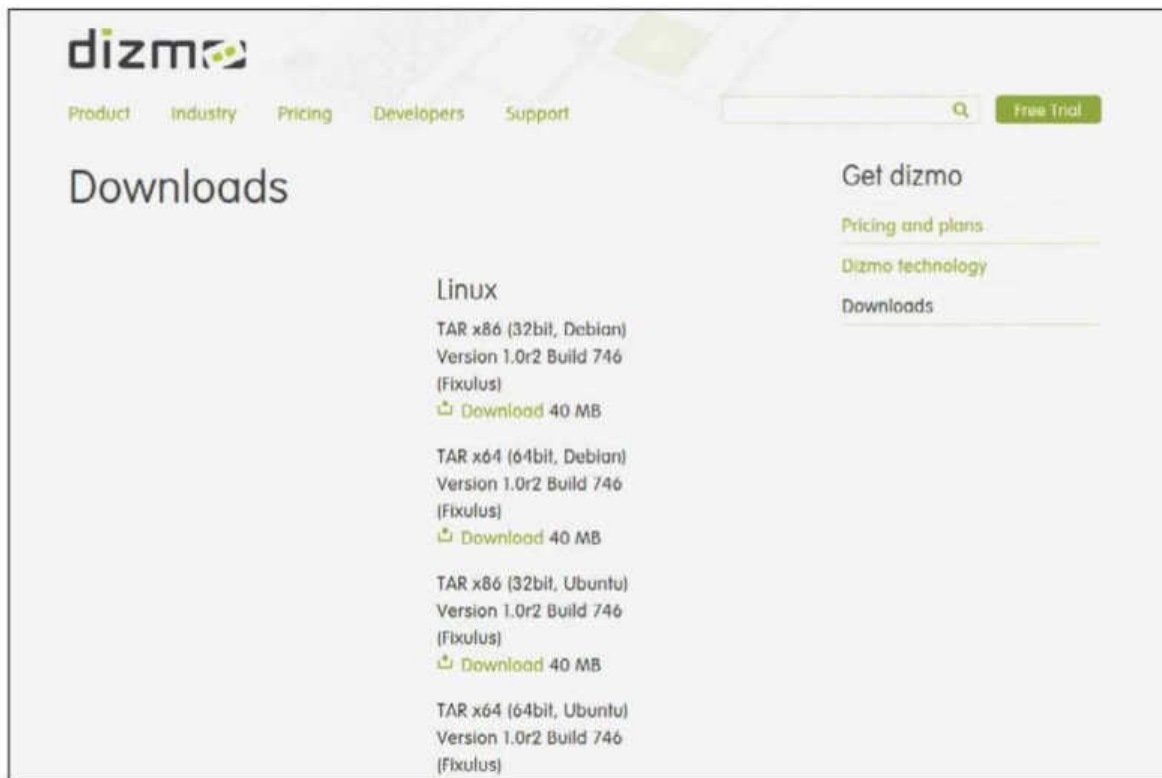 dizmo
Product Industry Pricing Developers Support
Free Trial
Downloads
Get dizmo
Pricing and plans
Dizmo technology
Downloads
Linux
TAR x86 (32bit, Debian)
Version 1.0r2 Build 746
(Fixulus)
Download 40 MB
TAR x64 (64bit, Debian)
Version 1.0r2 Build 746
(Fixulus)
Download 40 MB
TAR x86 (32bit, Ubuntu)
Version 1.0r2 Build 746
(Fixulus)
Download 40 MB
TAR x64 (64bit, Ubuntu)
Version 1.0r2 Build 746
(Fixulus)